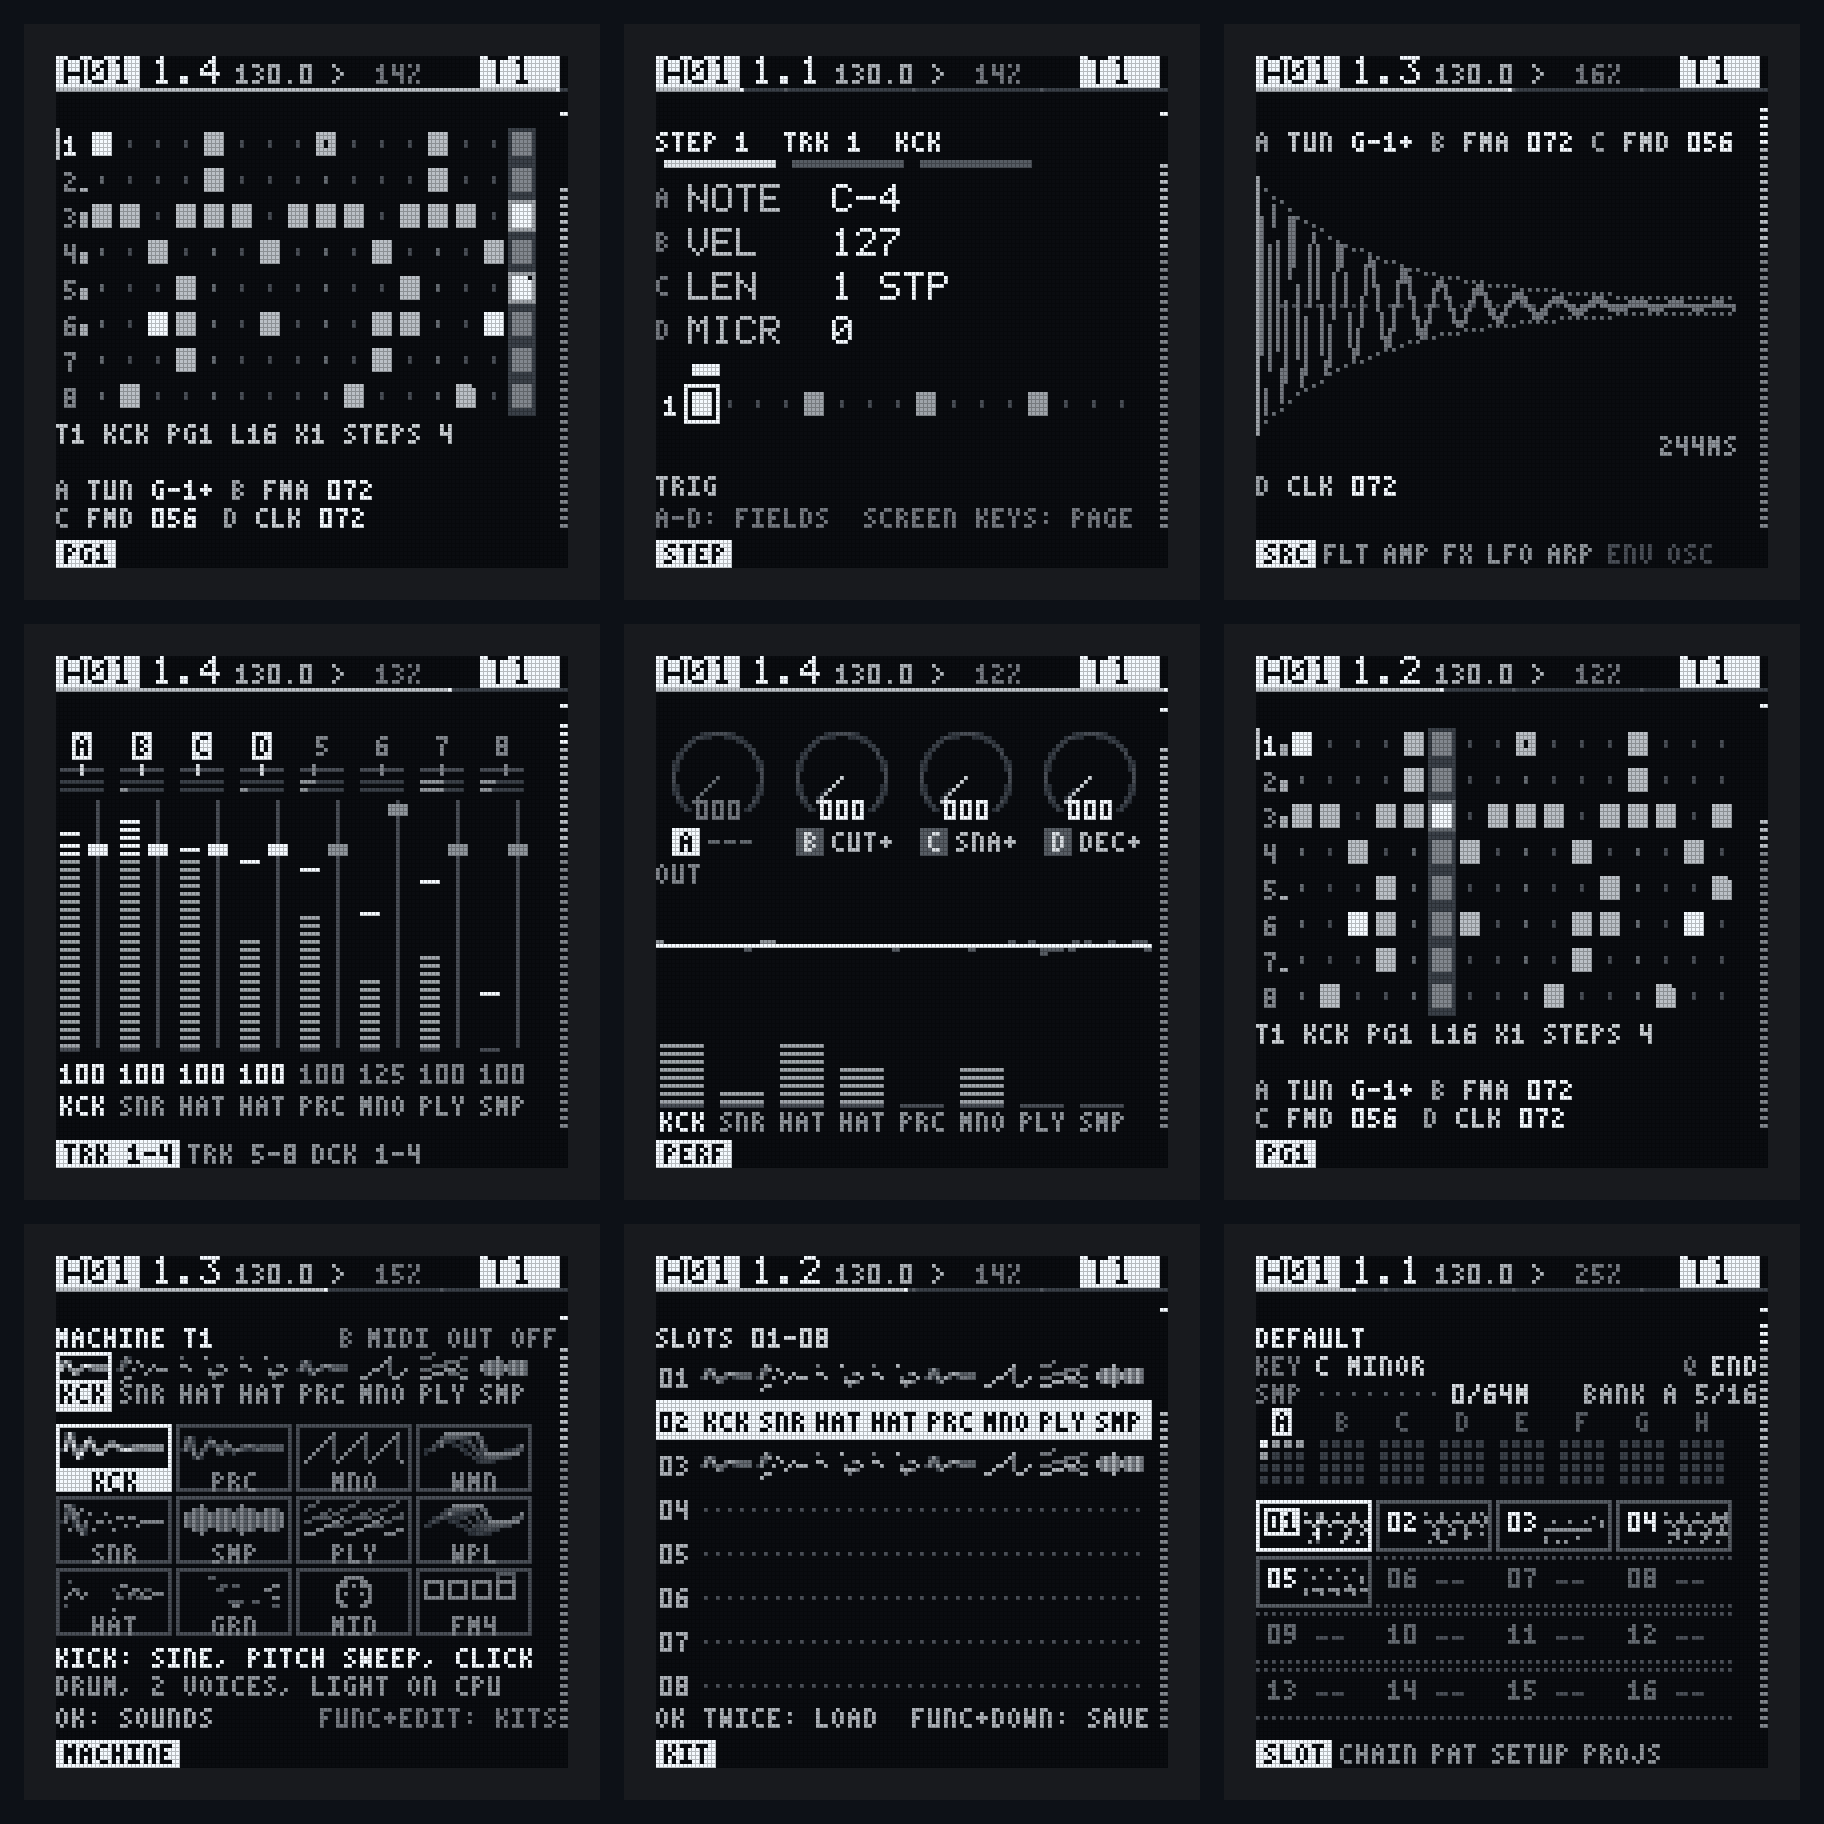 A01 1.4 130.0 > 14% T1
1
2
3
4
5
6
7
8
T1 KCK PG1 L16 X1 STEPS 4
A TUN G-1+ B FMA 072
C FMD 056 D CLK 072
PG1
A01 1.1 130.0 > 14% T1
STEP 1 TRK 1 KCK
A NOTE C-4
B VEL 127
C LEN 1 STP
D MICR 0
1
TRIG
A-D: FIELDS SCREEN KEYS: PAGE
STEP
A01 1.3 130.0 > 16% T1
A TUN G-1+ B FMA 072 C FMD 056
244MS
D CLK 072
SRC FLT AMP FX LFO ARP ENV OSC
A01 1.4 130.0 > 13% T1
A B C D 5 6 7 8
100 100 100 100 100 125 100 100
KCK SNR HAT HAT PRC MNO PLY SMP
TRK 1-4 TRK 5-8 DCK 1-4
A01 1.4 130.0 > 12% T1
000 000 000 000
A --- B CUT+ C SNA+ D DEC+
OUT
KCK SNR HAT HAT PRC MNO PLY SMP
PERF
A01 1.2 130.0 > 12% T1
1
2
3
4
5
6
7
8
T1 KCK PG1 L16 X1 STEPS 4
A TUN G-1+ B FMA 072
C FMD 056 D CLK 072
PG1
A01 1.3 130.0 > 15% T1
MACHINE T1 B MIDI OUT OFF
KCK SNR HAT HAT PRC MNO PLY SMP
KCK PRC MNO WMN
SNR SMP PLY WPL
HAT GRN MID FM4
KICK: SINE, PITCH SWEEP, CLICK
DRUM, 2 VOICES, LIGHT ON CPU
OK: SOUNDS FUNC+EDIT: KITS
MACHINE
A01 1.2 130.0 > 14% T1
SLOTS 01-08
01
02 KCK SNR HAT HAT PRC MNO PLY SMP
03
04
05
06
07
08
OK TWICE: LOAD FUNC+DOWN: SAVE
KIT
A01 1.1 130.0 > 25% T1
DEFAULT
KEY C MINOR Q END
SMP ········ 0/64M BANK A 5/16
A B C D E F G H
01 02 03 04
05 06 -- 07 -- 08 --
09 -- 10 -- 11 -- 12 --
13 -- 14 -- 15 -- 16 --
SLOT CHAIN PAT SETUP PROJS